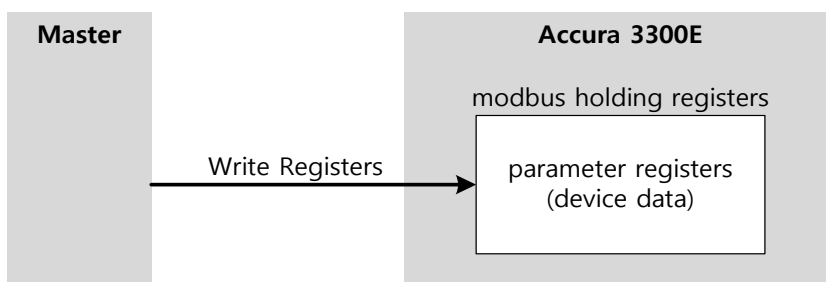 Master
Accura 3300E
modbus holding registers
Write Registers
parameter registers
(device data)